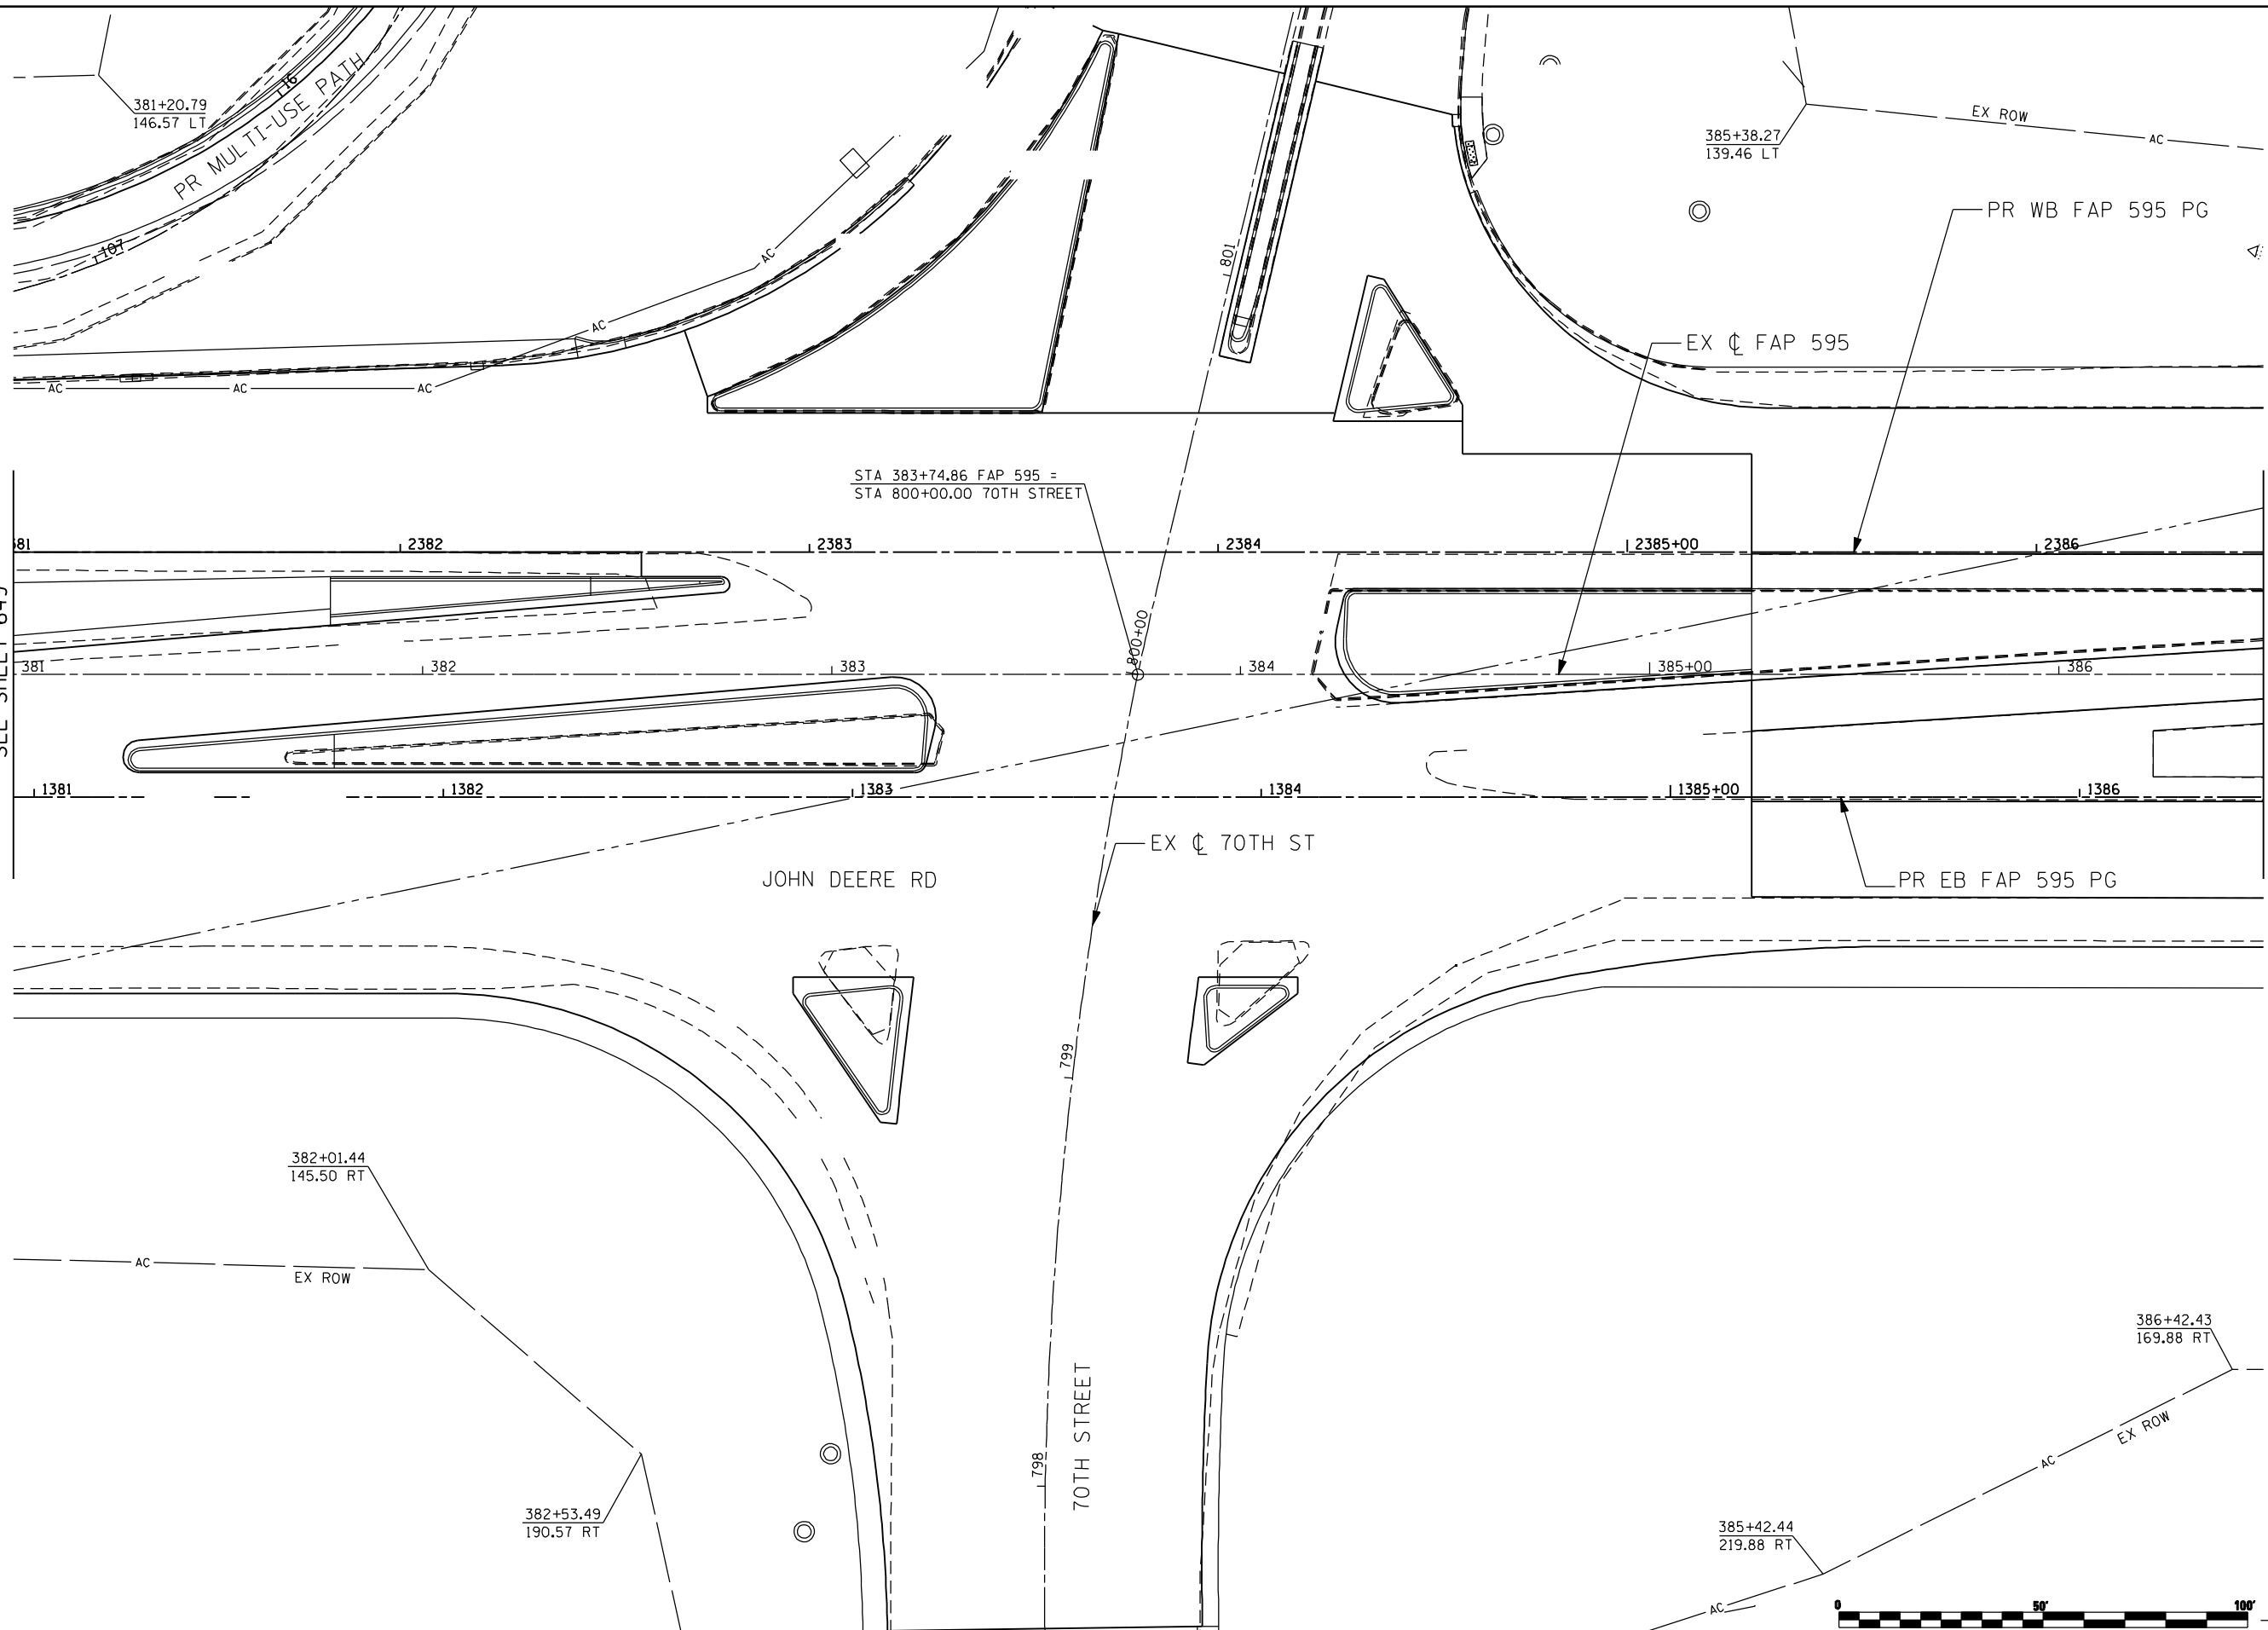 381+20.79
146.57 LT
16
PR MULTI-USE PATH
107
385+38.27
139.46 LT
EX ROW
AC
PR WB FAP 595 PG
801
AC
AC
EX ℄ FAP 595
AC
AC
AC
STA 383+74.86 FAP 595 =
STA 800+00.00 70TH STREET
2382
2383
2384
2385+00
2386
800+00
381
382
383
384
385+00
386
1381
1382
1383
1384
1385+00
1386
EX ℄ 70TH ST
JOHN DEERE RD
PR EB FAP 595 PG
799
382+01.44
145.50 RT
AC
EX ROW
70TH STREET
798
386+42.43
169.88 RT
EX ROW
AC
382+53.49
190.57 RT
385+42.44
219.88 RT
AC
0
50'
100'